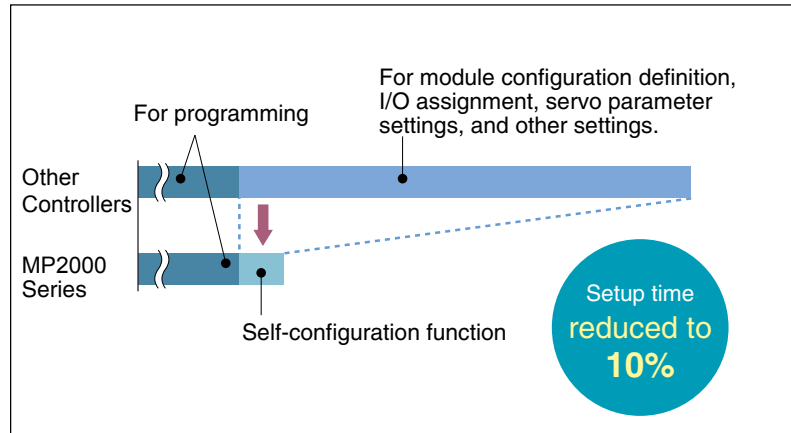 For module configuration definition,
I/O assignment, servo parameter
settings, and other settings.
For programming
Other
Controllers
MP2000
Series
Self-configuration function
Setup time
reduced to
10%